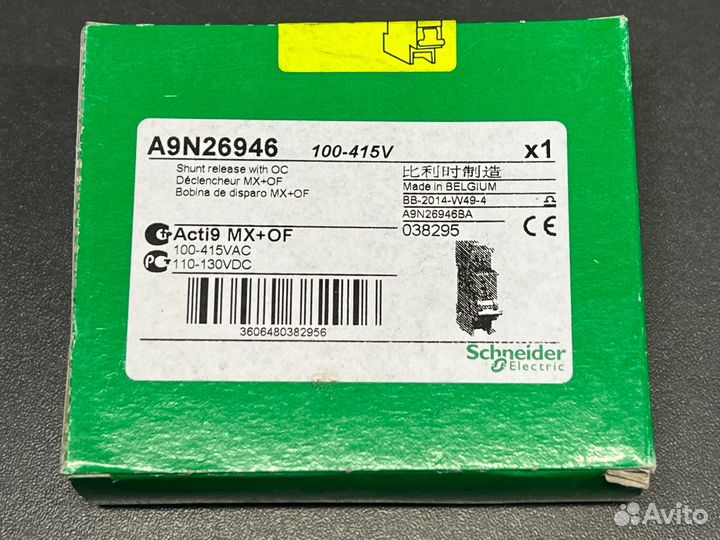 A9N26946 100-415V x1
Shunt release with OC
Déclencheur MX+OF
Bobina de disparo MX+OF
比利时制造
Made in BELGIUM
BB-2014-W49-4
A9N26946BA
038295
CE
Acti9 MX+OF
100-415VAC
110-130VDC
3606480382956
Schneider
Electric
Avito